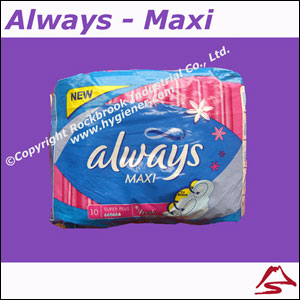 Always - Maxi
©Copyright Rockbrook Industrial Co., Ltd.
www.hygiener.com
NEW
always
MAXI
10 SUPER PLUS